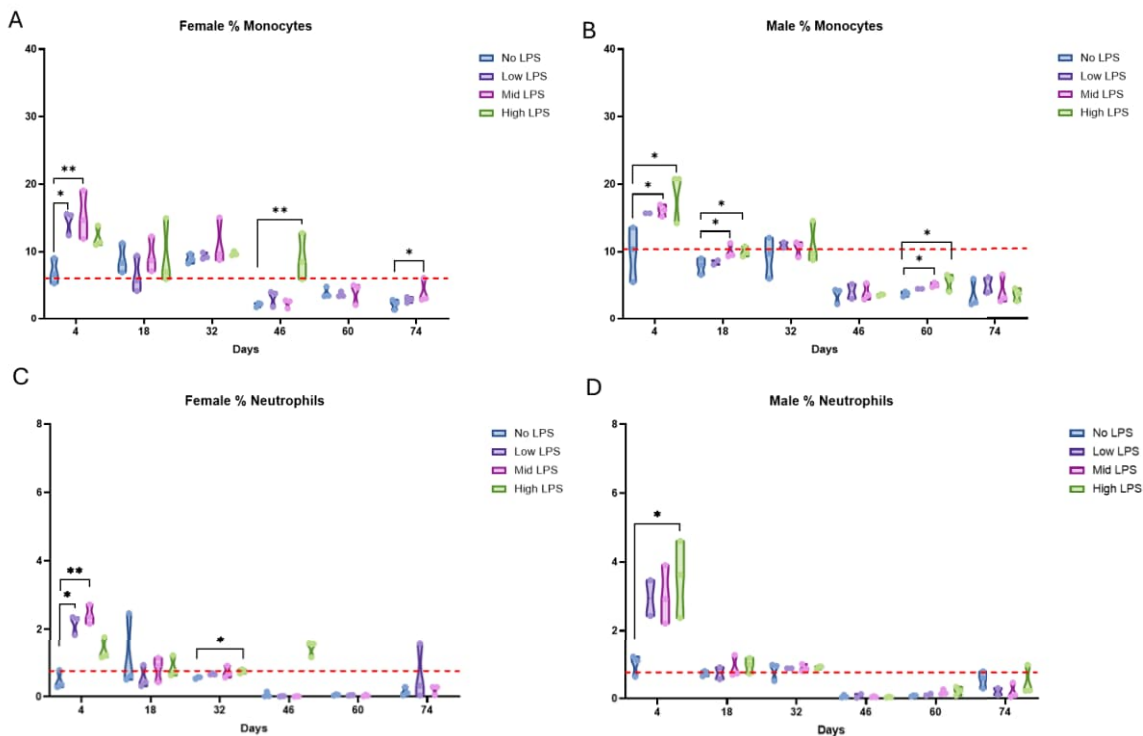 A
Female % Monocytes
40
30
20
10
0
** 
*
**
*
4 18 32 46 60 74
Days
No LPS
Low LPS
Mid LPS
High LPS
B
Male % Monocytes
40
30
20
10
0
*
*
*
*
*
*
4 18 32 46 60 74
Days
No LPS
Low LPS
Mid LPS
High LPS
C
Female % Neutrophils
8
6
4
2
0
**
*
*
4 18 32 46 60 74
Days
No LPS
Low LPS
Mid LPS
High LPS
D
Male % Neutrophils
8
6
4
2
0
*
4 18 32 46 60 74
Days
No LPS
Low LPS
Mid LPS
High LPS